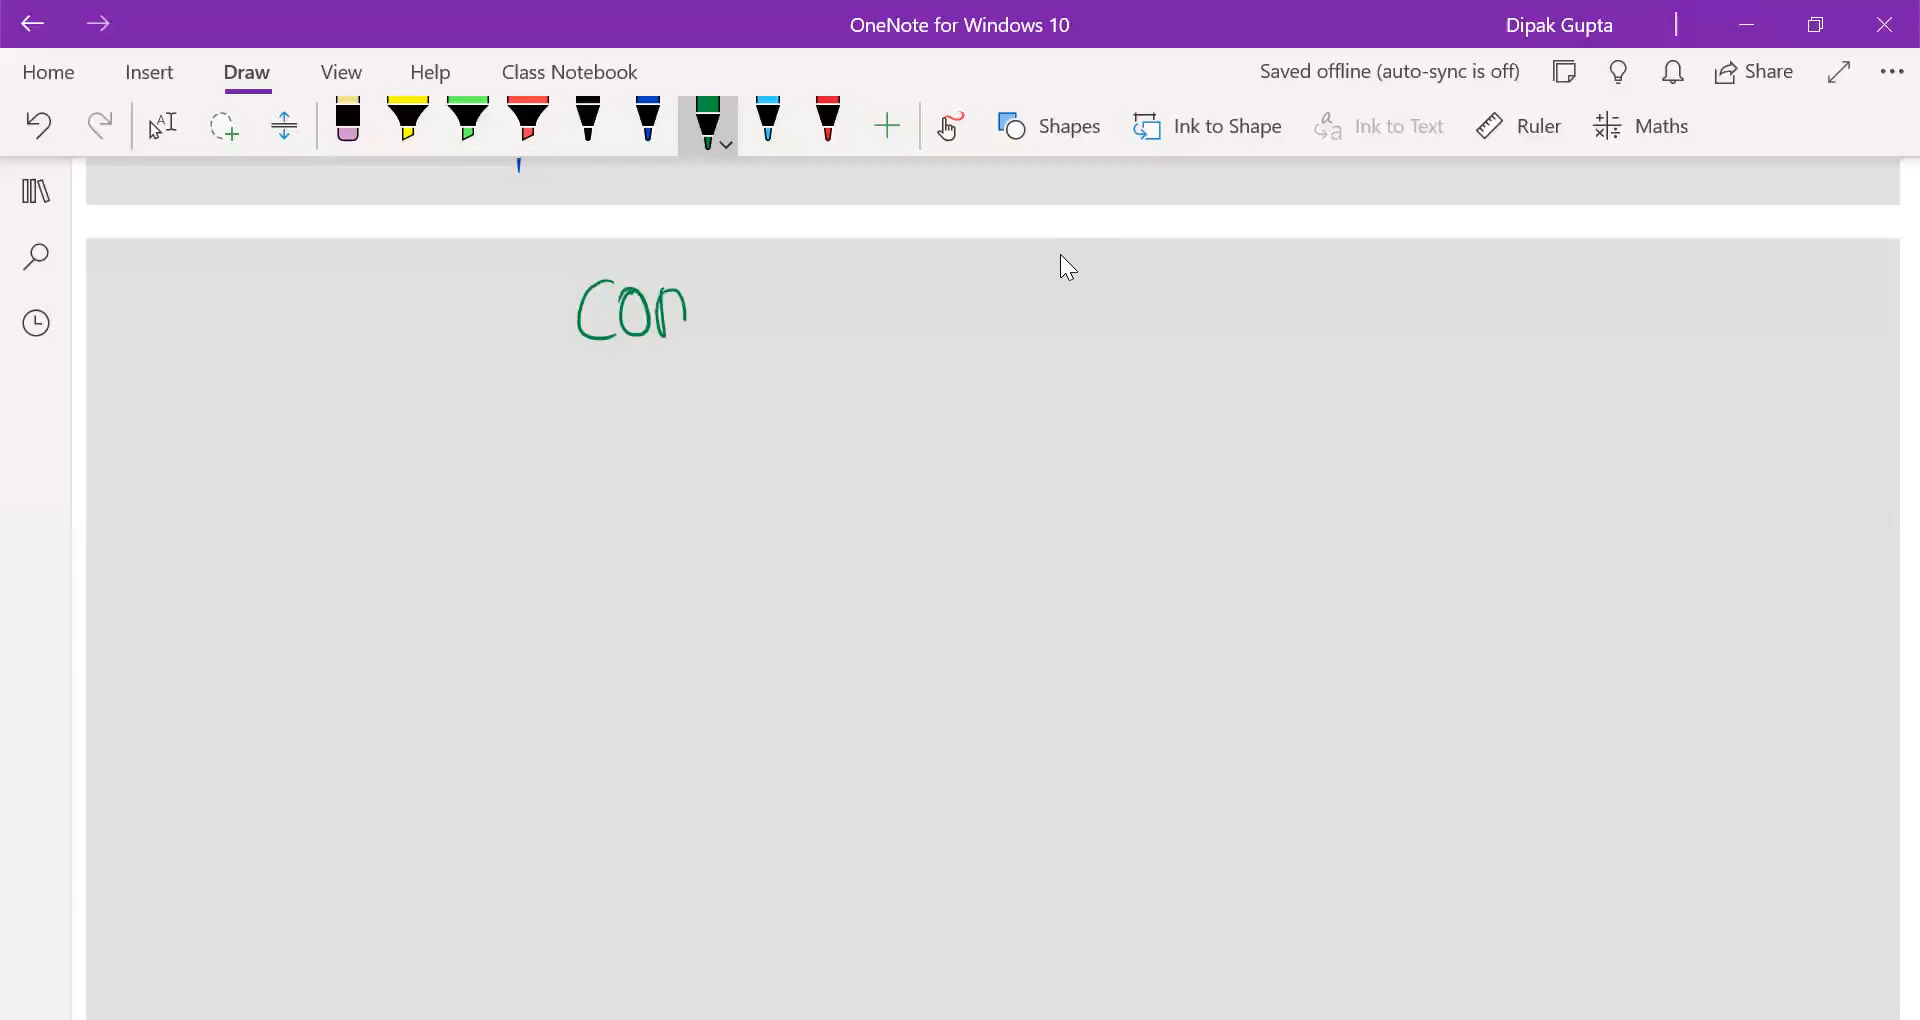 OneNote for Windows 10
Dipak Gupta
Home Insert Draw View Help Class Notebook
Saved offline (auto-sync is off) Share
Shapes Ink to Shape Ink to Text Ruler Maths
Con